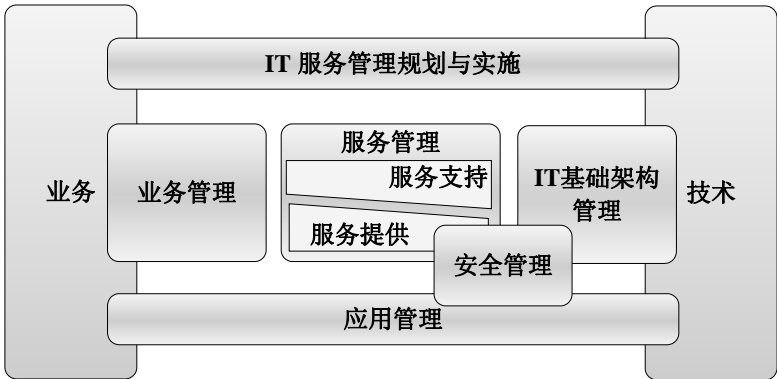 IT 服务管理规划与实施
业务
业务管理
服务管理
服务支持
服务提供
安全管理
IT基础架构
管理
技术
应用管理